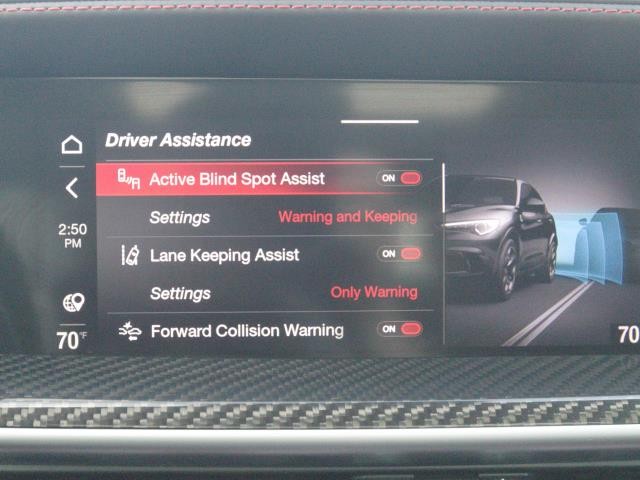 Driver Assistance
Active Blind Spot Assist ON
Settings Warning and Keeping
2:50
PM
Lane Keeping Assist ON
Settings Only Warning
Forward Collision Warning ON
70°F
70